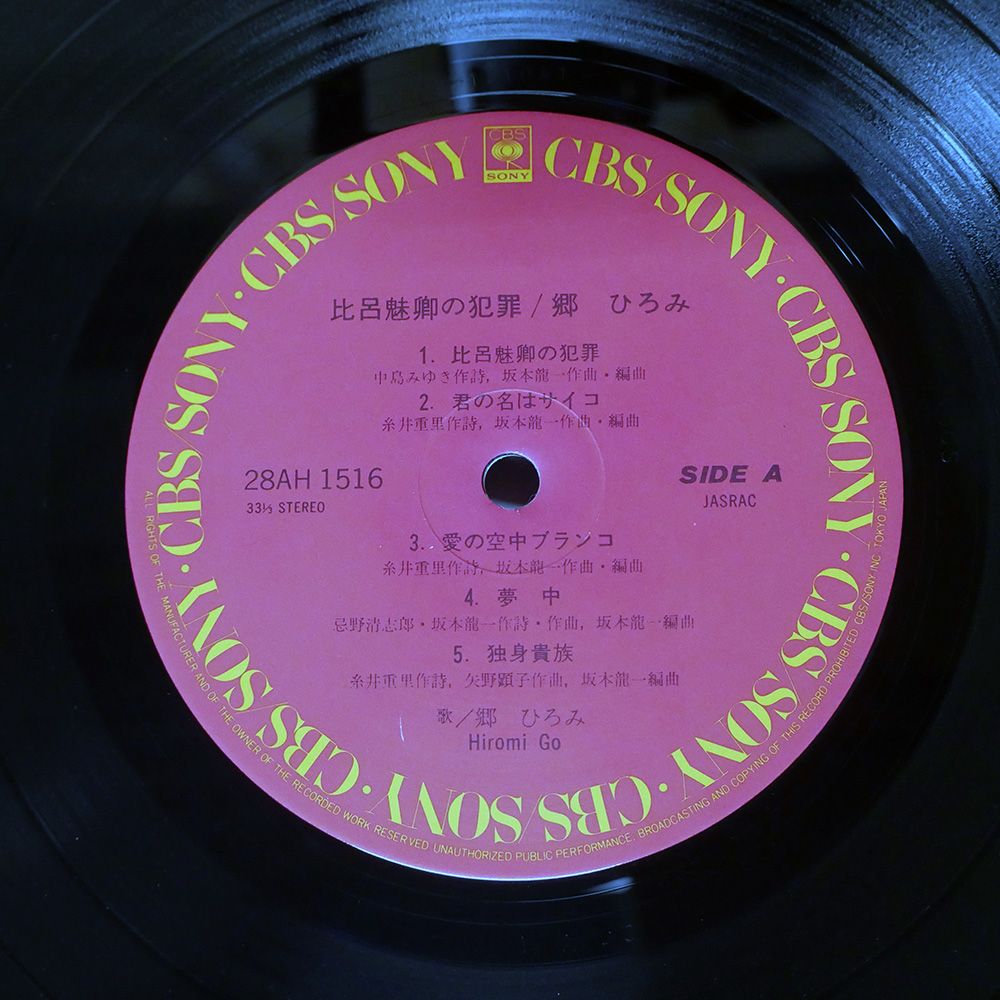 CBS
SONY
CBS/SONY · CBS/SONY · CBS/SONY · CBS/SONY · CBS/SONY · CBS/SONY · CBS/SONY · CBS/SONY · CBS/SONY · CBS/SONY
比呂魅卿の犯罪/郷 ひろみ
1. 比呂魅卿の犯罪
中島みゆき作詩, 坂本龍一作曲・編曲
2. 君の名はサイコ
糸井重里作詩, 坂本龍一作曲・編曲
28AH 1516
33⅓ STEREO
SIDE A
JASRAC
3. 愛の空中ブランコ
糸井重里作詩, 坂本龍一作曲・編曲
4. 夢 中
忌野清志郎・坂本龍一作詩・作曲, 坂本龍一編曲
5. 独身貴族
糸井重里作詩, 矢野顕子作曲, 坂本龍一編曲
歌/郷 ひろみ
Hiromi Go
ALL RIGHTS OF THE MANUFACTURER AND OF THE OWNER OF THE RECORDED WORK RESERVED UNAUTHORIZED PUBLIC PERFORMANCE. BROADCASTING AND COPYING OF THIS RECORD PROHIBITED CBS/SONY INC TOKYO JAPAN